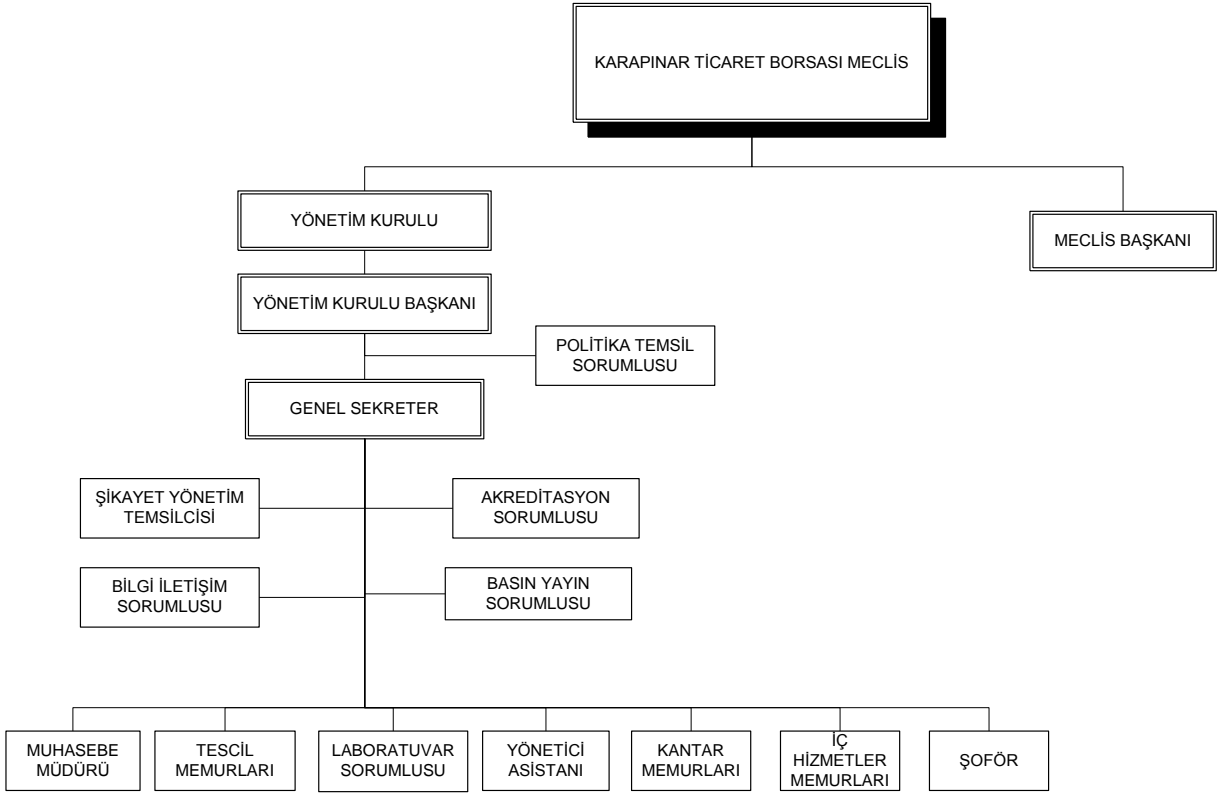 KARAPINAR TİCARET BORSASI MECLİS
YÖNETİM KURULU
MECLİS BAŞKANI
YÖNETİM KURULU BAŞKANI
POLİTİKA TEMSİL
SORUMLUSU
GENEL SEKRETER
ŞİKAYET YÖNETİM
TEMSİLCİSİ
AKREDİTASYON
SORUMLUSU
BİLGİ İLETİŞİM
SORUMLUSU
BASIN YAYIN
SORUMLUSU
MUHASEBE
MÜDÜRÜ
TESCİL
MEMURLARI
LABORATUVAR
SORUMLUSU
YÖNETİCİ
ASİSTANI
KANTAR
MEMURLARI
İÇ
HİZMETLER
MEMURLARI
ŞOFÖR